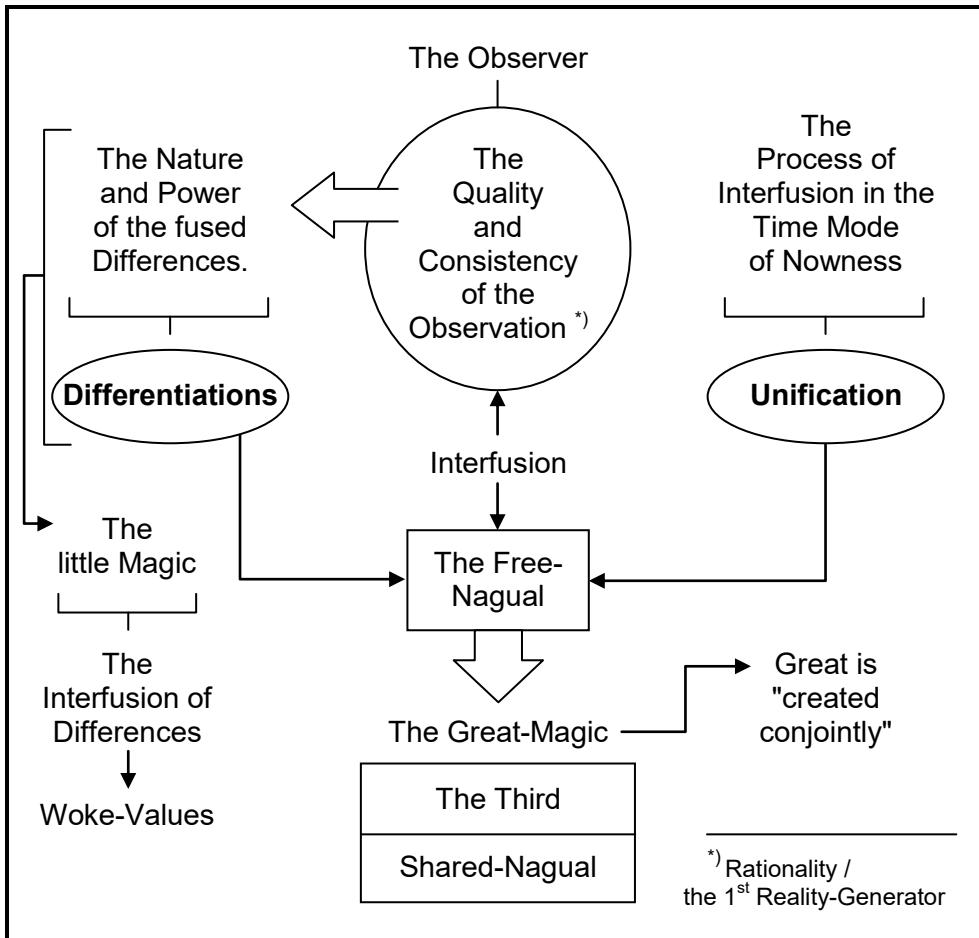 The Observer
The Nature
and Power
of the fused
Differences.
The
Quality
and
Consistency
of the
Observation *)
The
Process of
Interfusion in the
Time Mode
of Nowness
Differentiations
Unification
Interfusion
The
little Magic
The Free-
Nagual
The
Interfusion of
Differences
Woke-Values
The Great-Magic
Great is
"created
conjointly"
The Third
Shared-Nagual
*) Rationality /
the 1st Reality-Generator